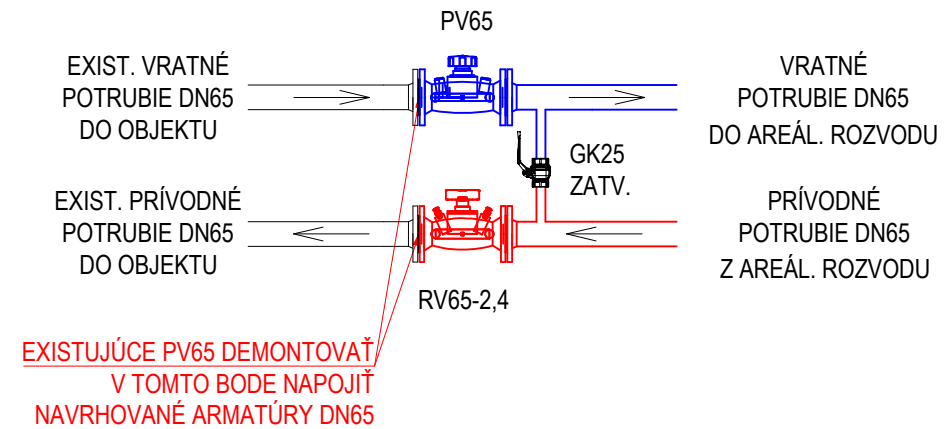 PV65
EXIST. VRATNÉ
POTRUBIE DN65
DO OBJEKTU
VRATNÉ
POTRUBIE DN65
DO AREÁL. ROZVODU
GK25
ZATV.
EXIST. PRÍVODNÉ
POTRUBIE DN65
DO OBJEKTU
PRÍVODNÉ
POTRUBIE DN65
Z AREÁL. ROZVODU
RV65-2,4
EXISTUJÚCE PV65 DEMONTOVAŤ
V TOMTO BODE NAPOJIŤ
NAVRHOVANÉ ARMATÚRY DN65